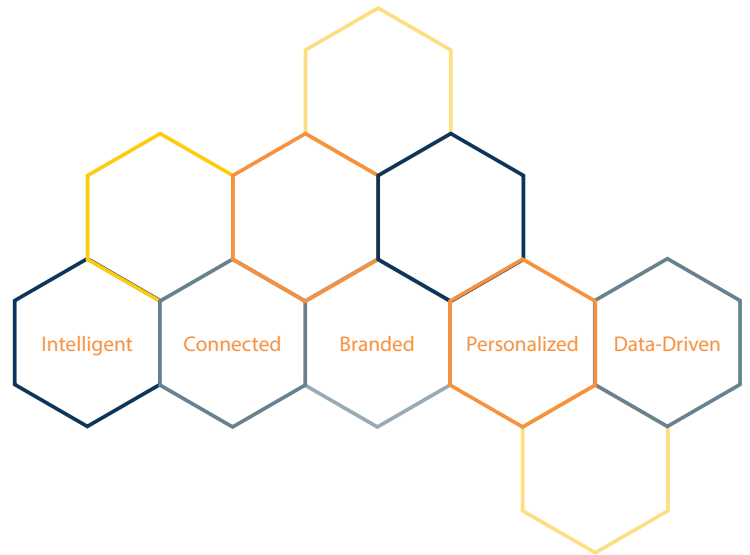 Intelligent
Connected
Branded
Personalized
Data-Driven